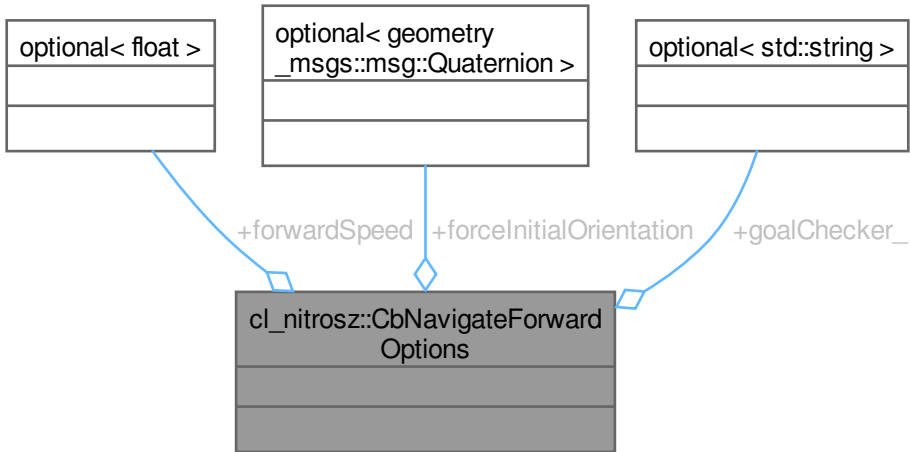 optional< float >
optional< geometry
_msgs::msg::Quaternion >
optional< std::string >
+forwardSpeed
+forceInitialOrientation
+goalChecker_
cl_nitrosz::CbNavigateForward
Options